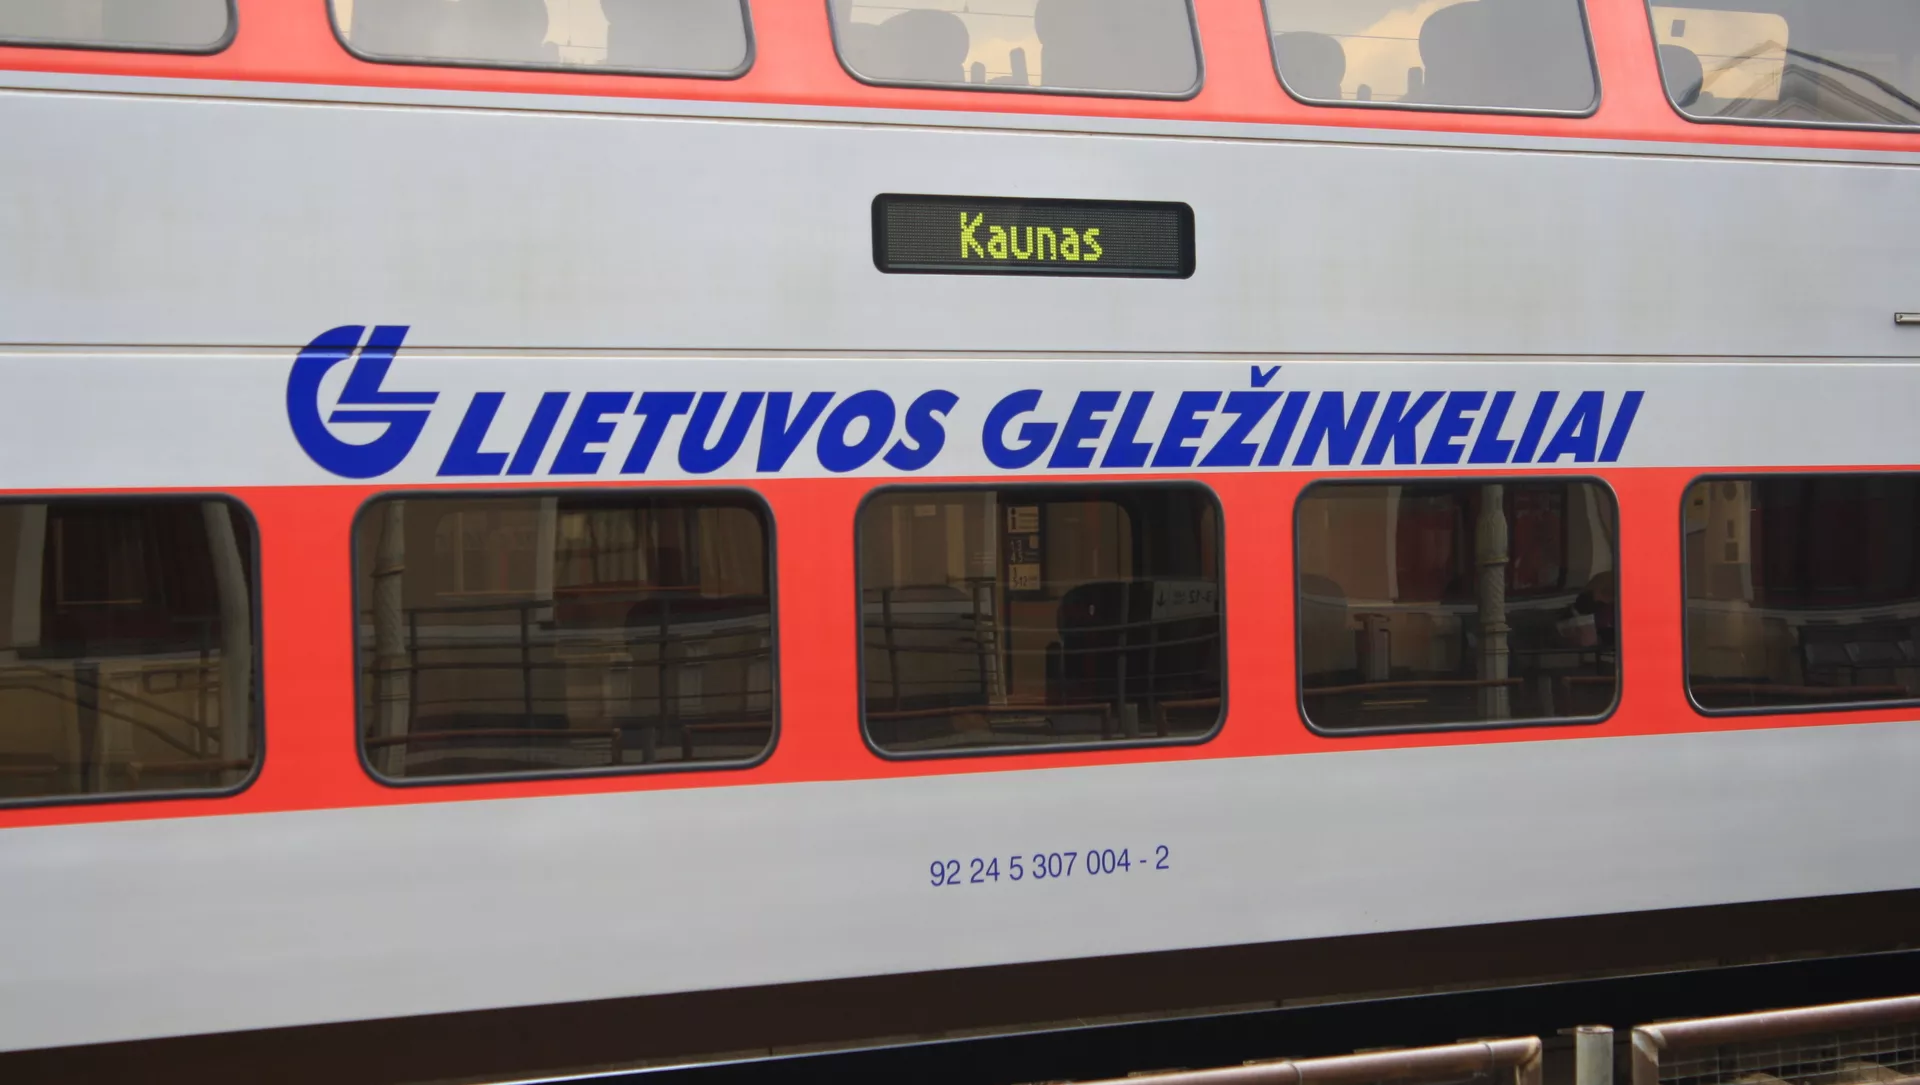 Kaunas
LIETUVOS GELEŽINKELIAI
92 24 5 307 004 - 2